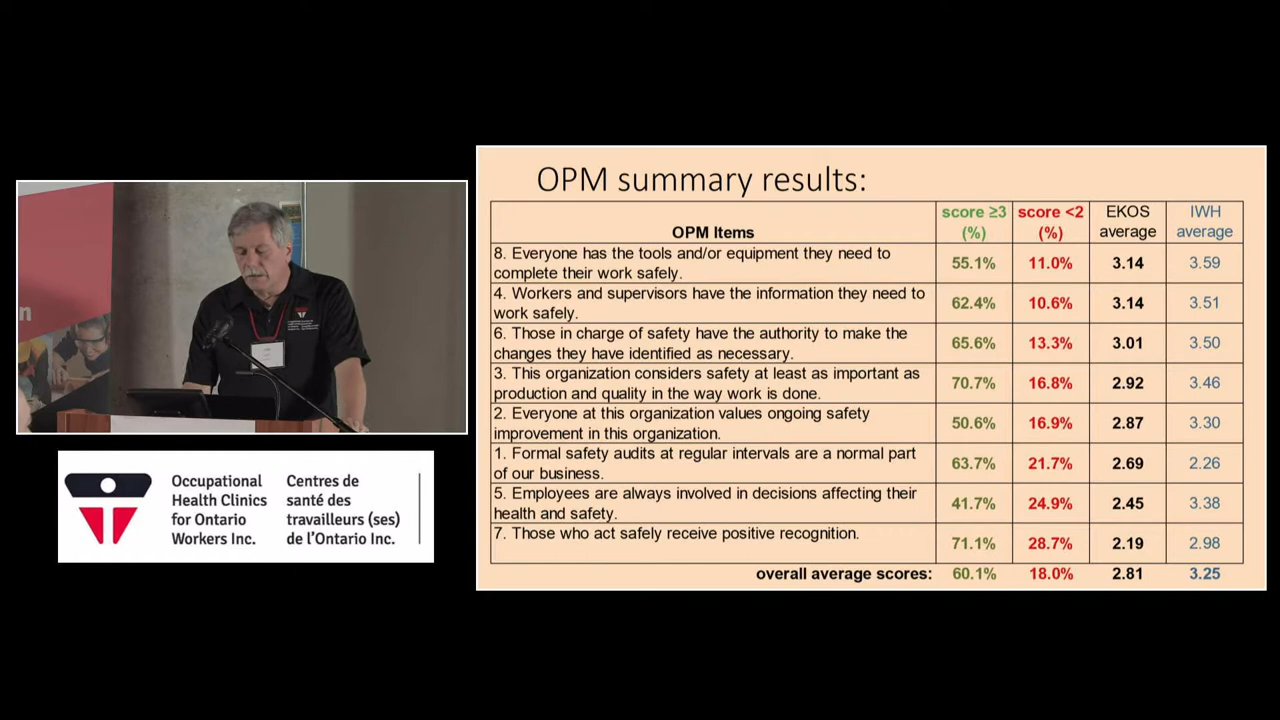 OPM summary results:
OPM Items
score ≥3
(%)
score <2
(%)
EKOS
average
IWH
average
8. Everyone has the tools and/or equipment they need to
complete their work safely.
55.1%
11.0%
3.14
3.59
4. Workers and supervisors have the information they need to
work safely.
62.4%
10.6%
3.14
3.51
6. Those in charge of safety have the authority to make the
changes they have identified as necessary.
65.6%
13.3%
3.01
3.50
3. This organization considers safety at least as important as
production and quality in the way work is done.
70.7%
16.8%
2.92
3.46
2. Everyone at this organization values ongoing safety
improvement in this organization.
50.6%
16.9%
2.87
3.30
1. Formal safety audits at regular intervals are a normal part
of our business.
63.7%
21.7%
2.69
2.26
5. Employees are always involved in decisions affecting their
health and safety.
41.7%
24.9%
2.45
3.38
7. Those who act safely receive positive recognition.
71.1%
28.7%
2.19
2.98
overall average scores:
60.1%
18.0%
2.81
3.25
n
Occupational
Health Clinics
for Ontario
Workers Inc.
Centres de
santé des
travailleurs (ses)
de l'Ontario Inc.